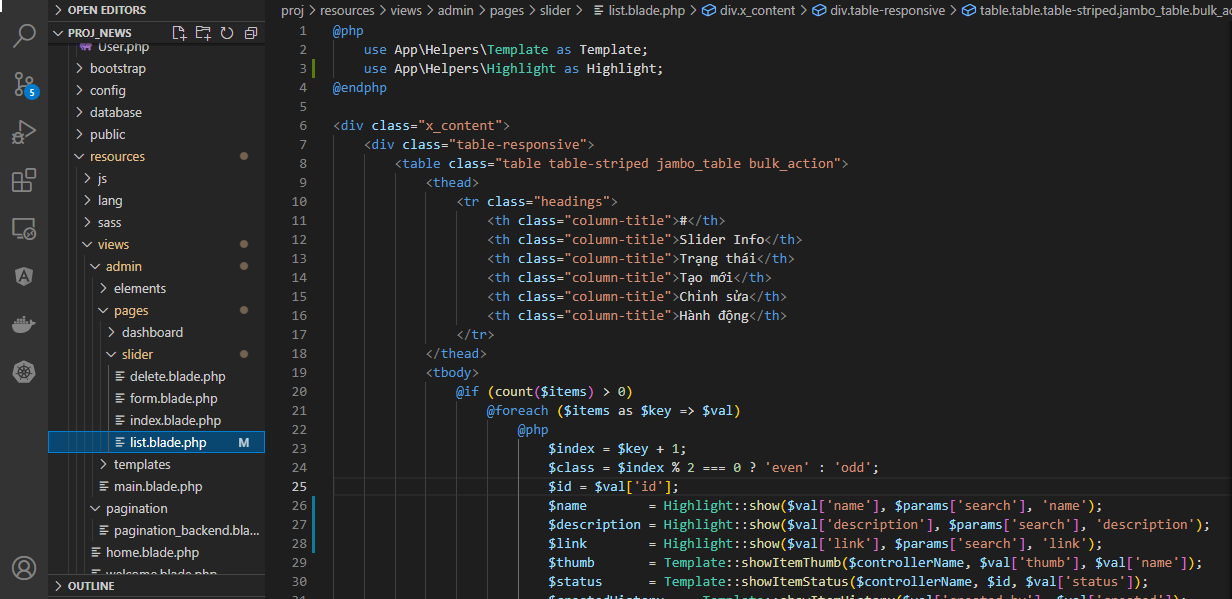 OPEN EDITORS
PROJ_NEWS
User.php
bootstrap
config
database
public
resources
js
lang
sass
views
admin
elements
pages
dashboard
slider
delete.blade.php
form.blade.php
index.blade.php
list.blade.php M
templates
main.blade.php
pagination
pagination_backend.bla...
home.blade.php
welcome.blade.php
OUTLINE
5
proj > resources > views > admin > pages > slider > list.blade.php > div.x_content > div.table-responsive > table.table.table-striped.jambo_table.bulk_ac
1 @php
2 use App\Helpers\Template as Template;
3 use App\Helpers\Highlight as Highlight;
4 @endphp
5
6 <div class="x_content">
7 <div class="table-responsive">
8 <table class="table table-striped jambo_table bulk_action">
9 <thead>
10 <tr class="headings">
11 <th class="column-title">#</th>
12 <th class="column-title">Slider Info</th>
13 <th class="column-title">Trạng thái</th>
14 <th class="column-title">Tạo mới</th>
15 <th class="column-title">Chỉnh sửa</th>
16 <th class="column-title">Hành động</th>
17 </tr>
18 </thead>
19 <tbody>
20 @if (count($items) > 0)
21 @foreach ($items as $key => $val)
22 @php
23 $index = $key + 1;
24 $class = $index % 2 === 0 ? 'even' : 'odd';
25 $id = $val['id'];
26 $name = Highlight::show($val['name'], $params['search'], 'name');
27 $description = Highlight::show($val['description'], $params['search'], 'description');
28 $link = Highlight::show($val['link'], $params['search'], 'link');
29 $thumb = Template::showItemThumb($controllerName, $val['thumb'], $val['name']);
30 $status = Template::showItemStatus($controllerName, $id, $val['status']);
31 $createdHistory = Template::showItemHistory($val['created_by'], $val['created']);